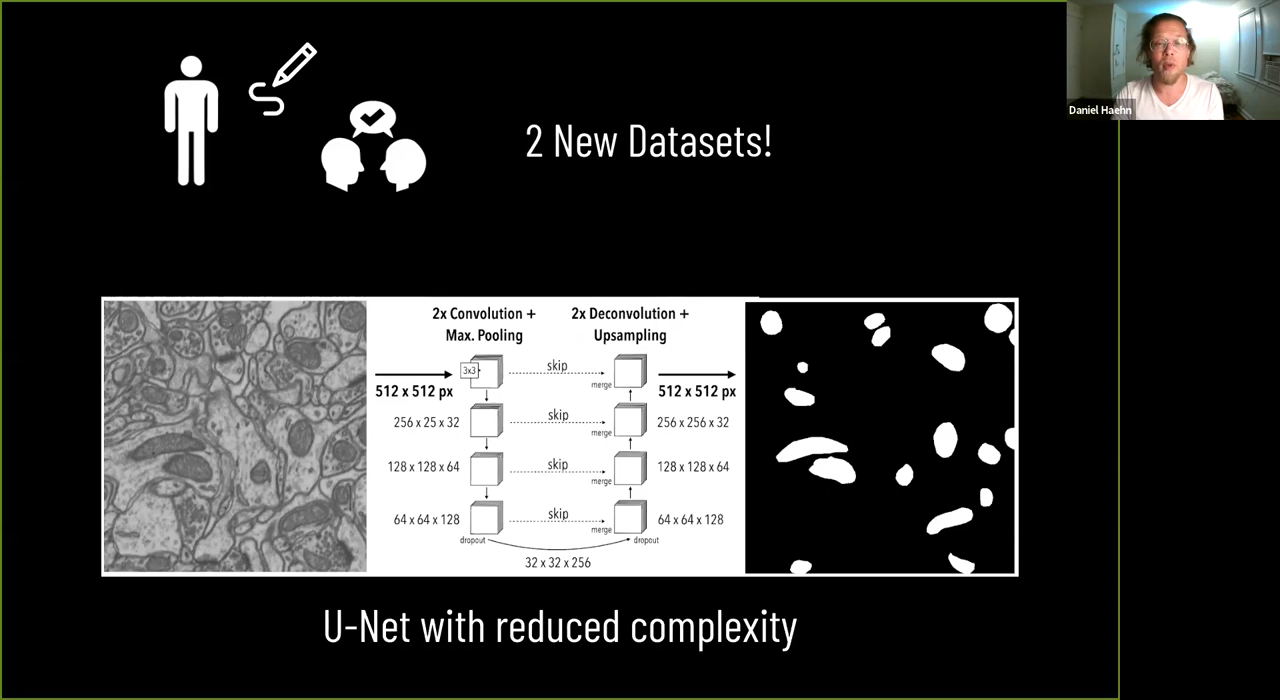 Daniel Haehn
2 New Datasets!
2x Convolution +
Max. Pooling
2x Deconvolution +
Upsampling
3x3
skip
merge
512 x 512 px
512 x 512 px
256 x 25 x 32
skip
merge
256 x 256 x 32
128 x 128 x 64
skip
merge
128 x 128 x 64
64 x 64 x 128
skip
merge
64 x 64 x 128
dropout
dropout
32 x 32 x 256
U-Net with reduced complexity